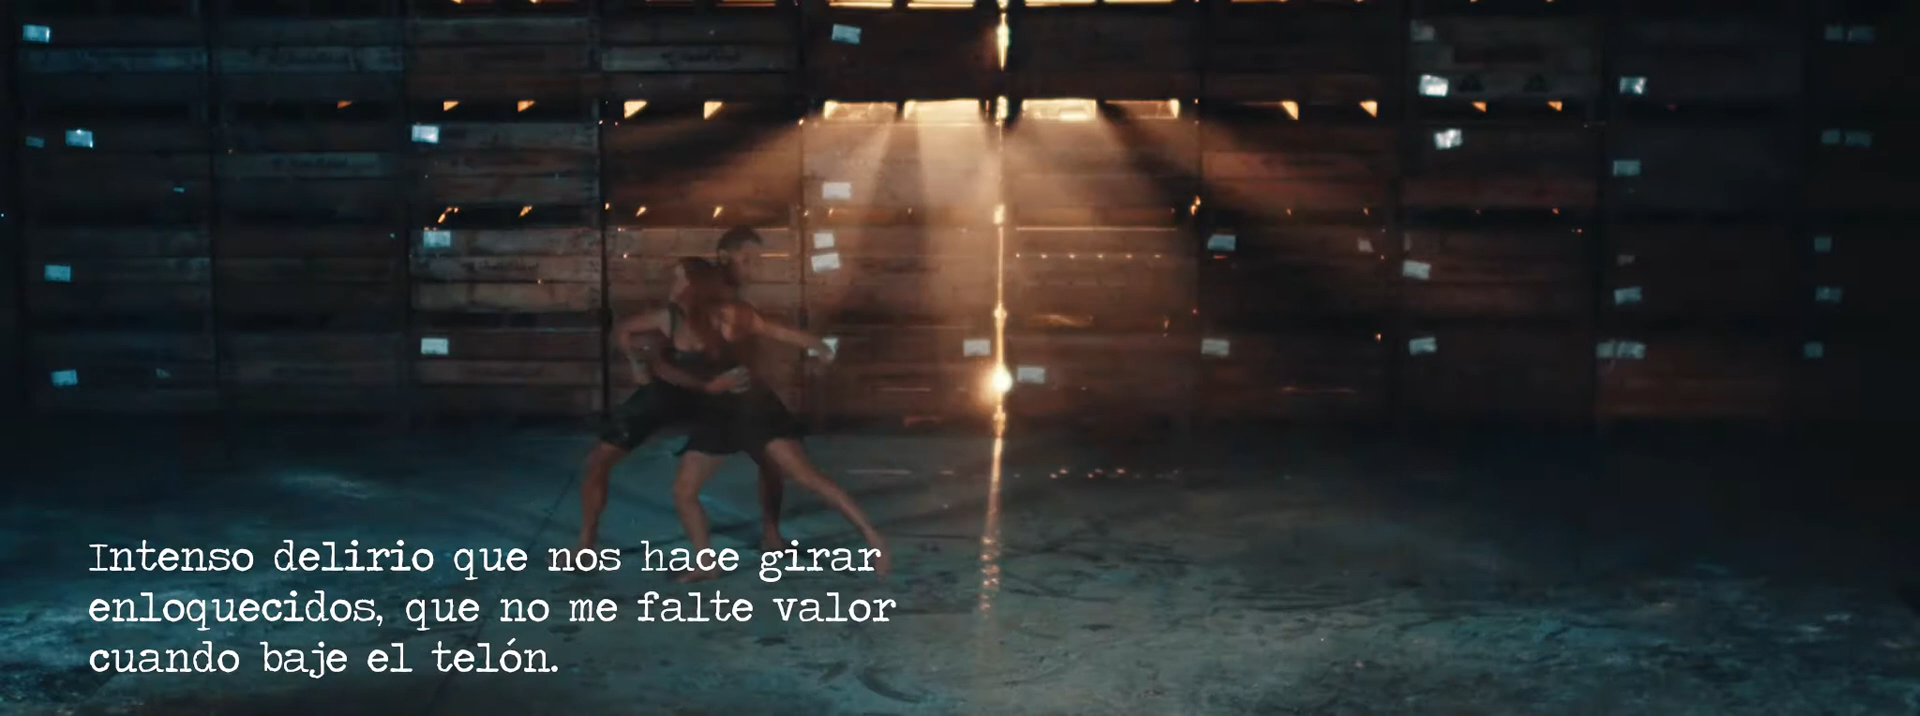 Intenso delirio que nos hace girar
enloquecidos, que no me falte valor
cuando baje el telón.